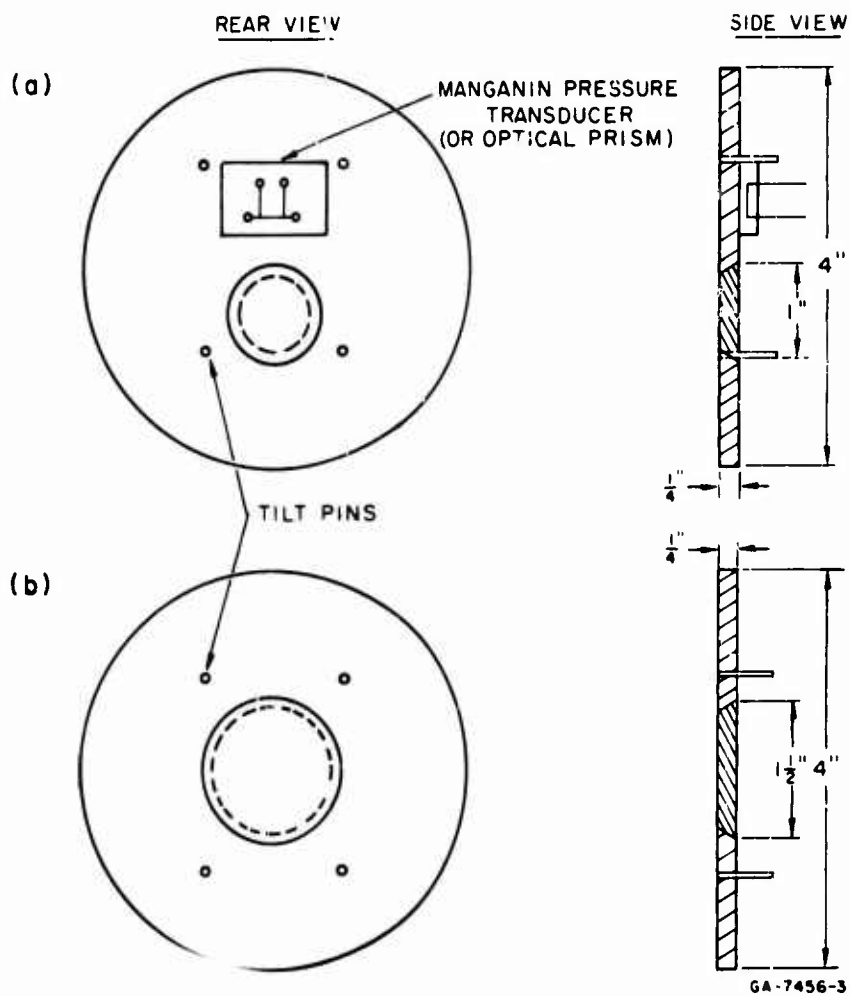 REAR VIEW
SIDE VIEW
(a)
MANGANIN PRESSURE
TRANSDUCER
(OR OPTICAL PRISM)
4"
1"
1/4"
TILT PINS
1/4"
(b)
1 1/2"
4"
GA-7456-3